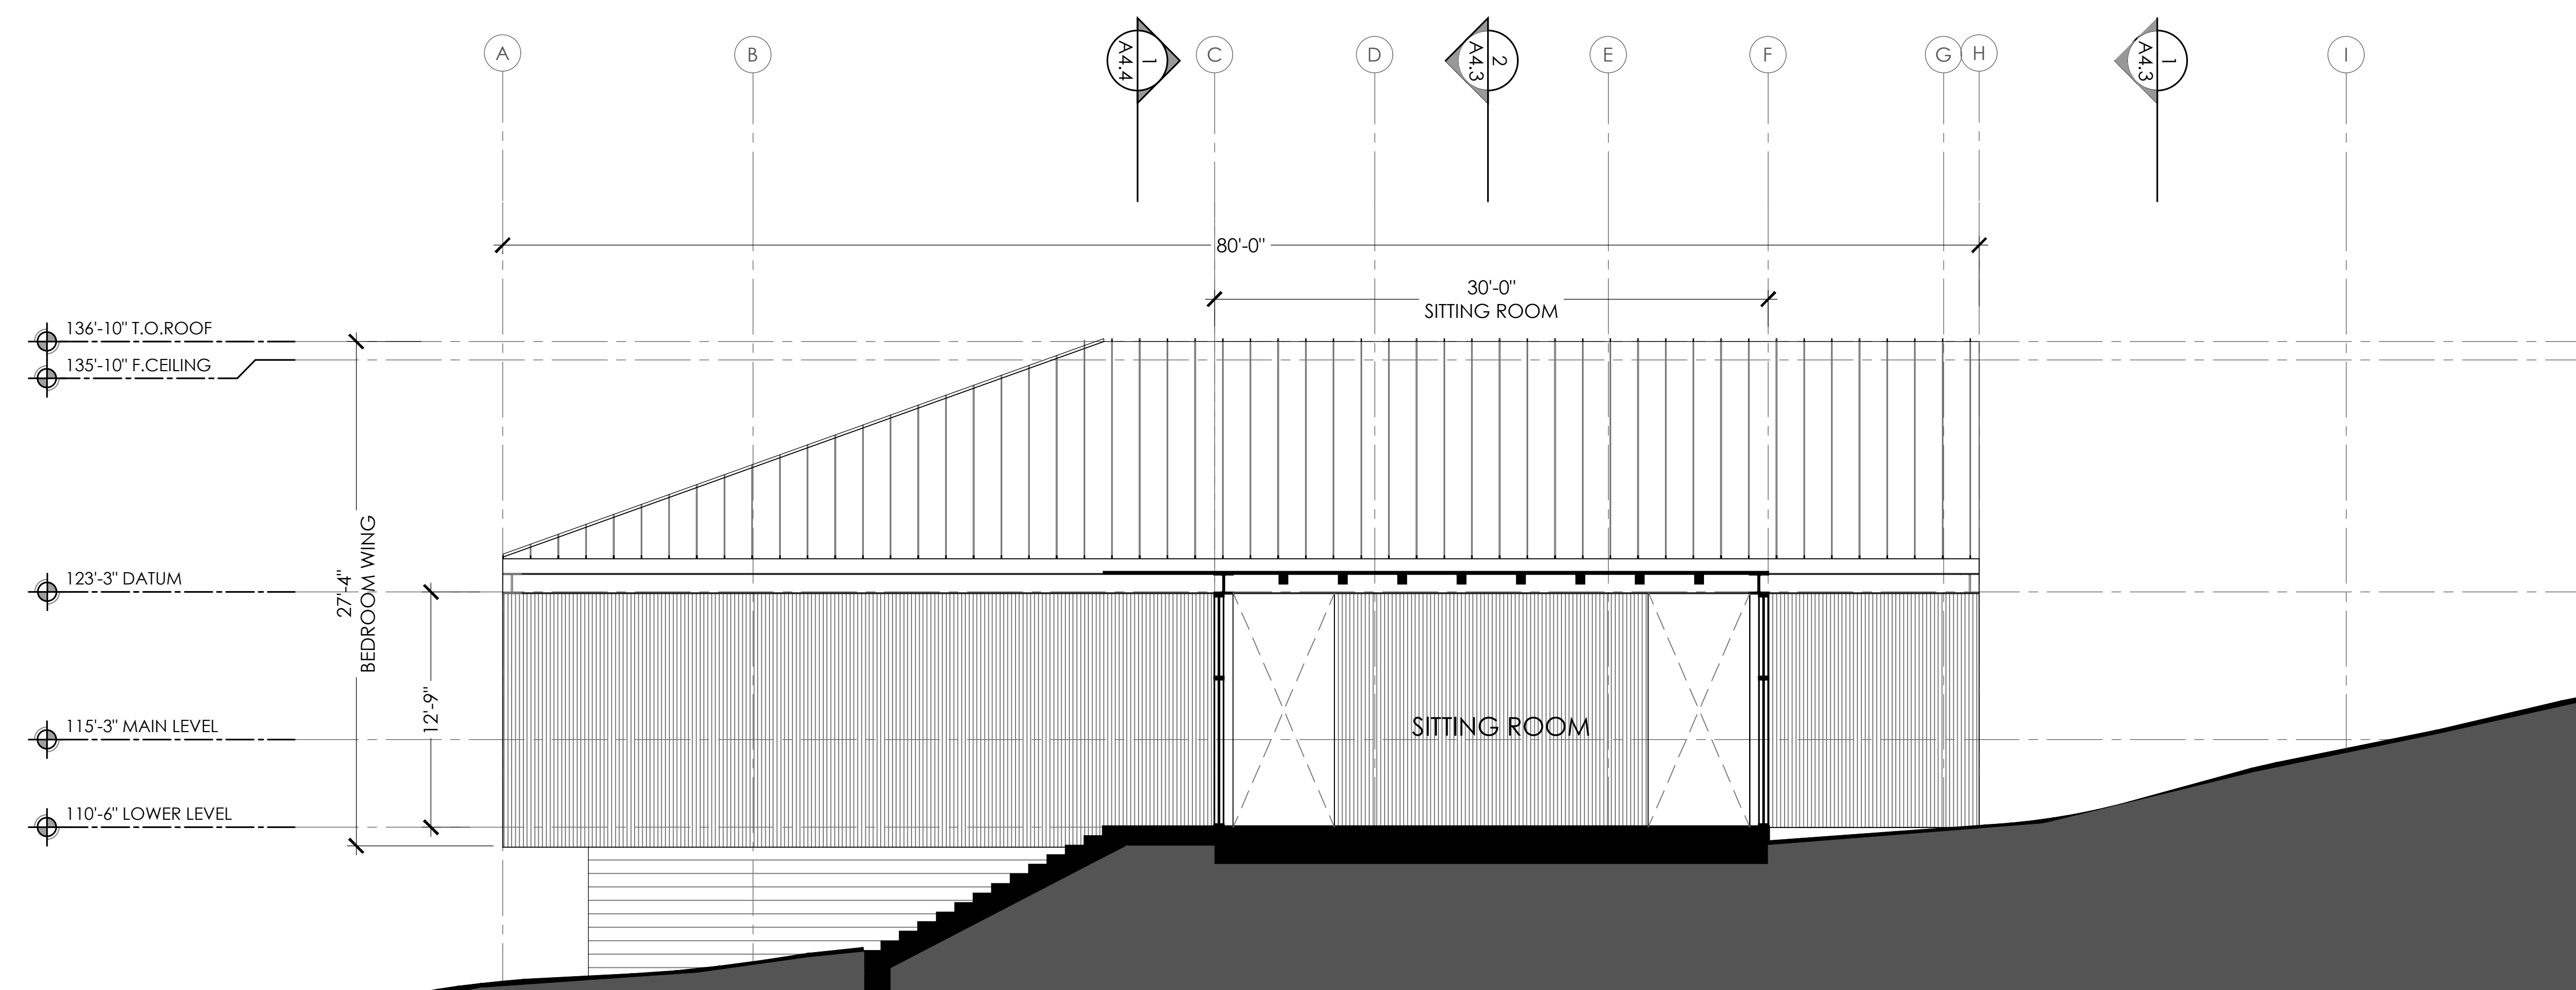 A
B
1
A4.4
C
D
2
A4.3
E
F
G
H
1
A4.3
I
80'-0"
30'-0"
SITTING ROOM
136'-10" T.O.ROOF
135'-10" F.CEILING
123'-3" DATUM
27'-4"
BEDROOM WING
12'-9"
115'-3" MAIN LEVEL
SITTING ROOM
110'-6" LOWER LEVEL